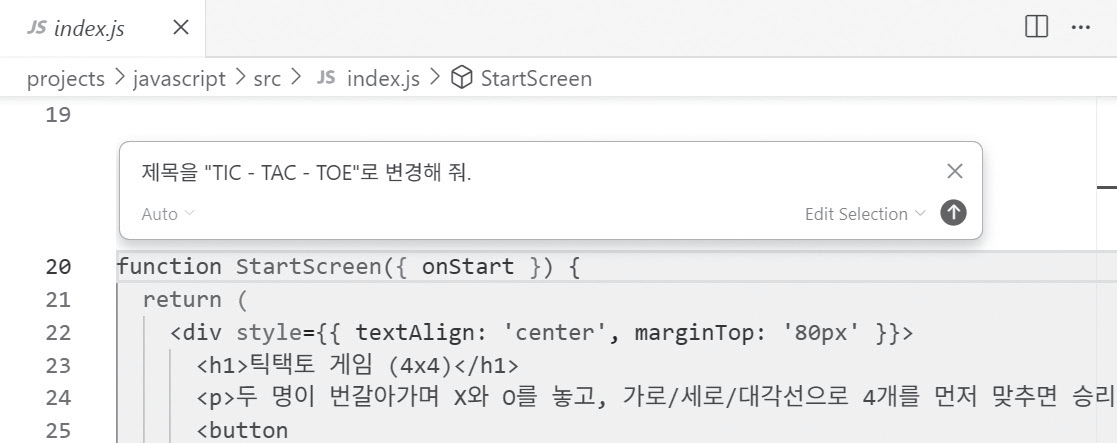 JS index.js
projects > javascript > src > JS index.js > StartScreen
19
제목을 "TIC - TAC - TOE"로 변경해 줘.
Auto
Edit Selection
20 function StartScreen({ onStart }) {
21 return (
22 <div style={{ textAlign: 'center', marginTop: '80px' }}>
23 <h1>틱택토 게임 (4x4)</h1>
24 <p>두 명이 번갈아가며 X와 O를 놓고, 가로/세로/대각선으로 4개를 먼저 맞추면 승리
25 <button